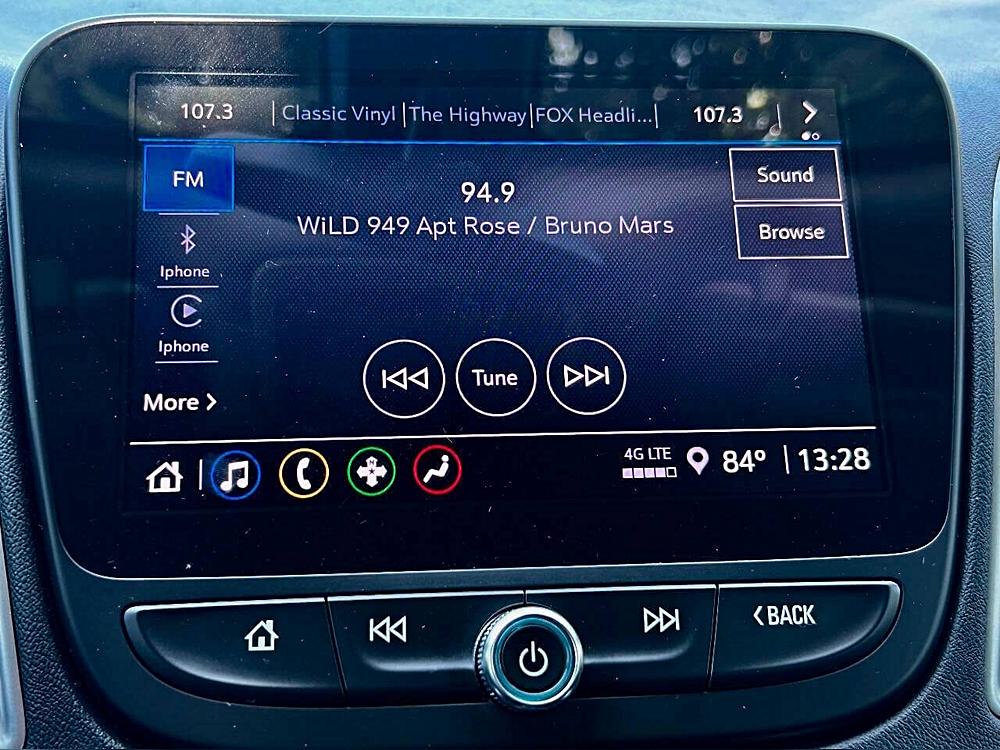 107.3 | Classic Vinyl | The Highway | FOX Headli... | 107.3
FM
94.9
WiLD 949 Apt Rose / Bruno Mars
Sound
Browse
Iphone
Iphone
More
Tune
4G LTE
84º | 13:28
BACK